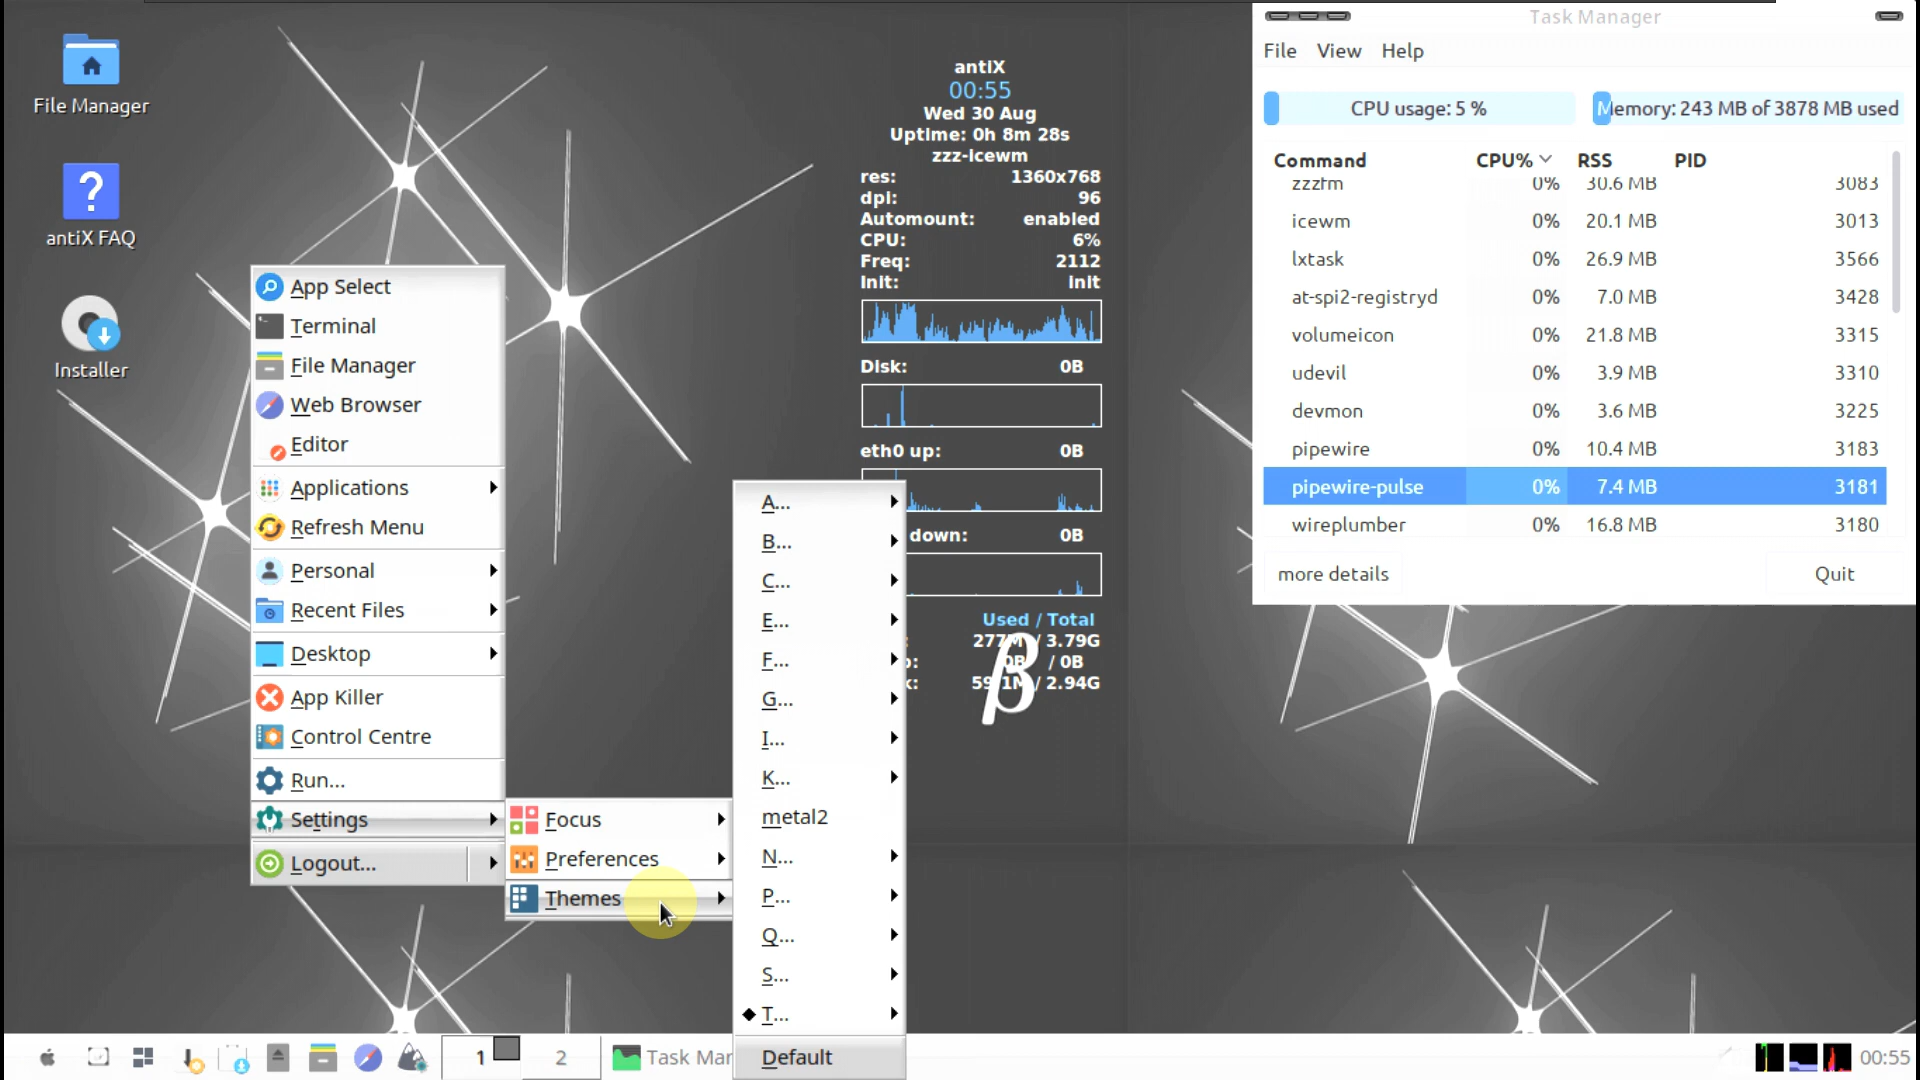 File Manager
antiX FAQ
Installer
antiX
00:55
Wed 30 Aug
Uptime: 0h 8m 28s
zzz-icewm
res: 1360x768
dpi: 96
Automount: enabled
CPU: 6%
Freq: 2112
Init: init
Disk: 0B
eth0 up: 0B
down: 0B
Used / Total
277M / 3.79G
0B / 0B
/ 2.94G
β
Task Manager
File View Help
CPU usage: 5 %
Memory: 243 MB of 3878 MB used
Command CPU% RSS PID
zzzfm 0% 30.6 MB 3083
icewm 0% 20.1 MB 3013
lxtask 0% 26.9 MB 3566
at-spi2-registryd 0% 7.0 MB 3428
volumeicon 0% 21.8 MB 3315
udevil 0% 3.9 MB 3310
devmon 0% 3.6 MB 3225
pipewire 0% 10.4 MB 3183
pipewire-pulse 0% 7.4 MB 3181
wireplumber 0% 16.8 MB 3180
more details
Quit
App Select
Terminal
File Manager
Web Browser
Editor
Applications
Refresh Menu
Personal
Recent Files
Desktop
App Killer
Control Centre
Run...
Settings
Logout...
Focus
Preferences
Themes
A...
B...
C...
E...
F...
G...
I...
K...
metal2
N...
P...
Q...
S...
T...
Default
1
2
Task Mar
00:55